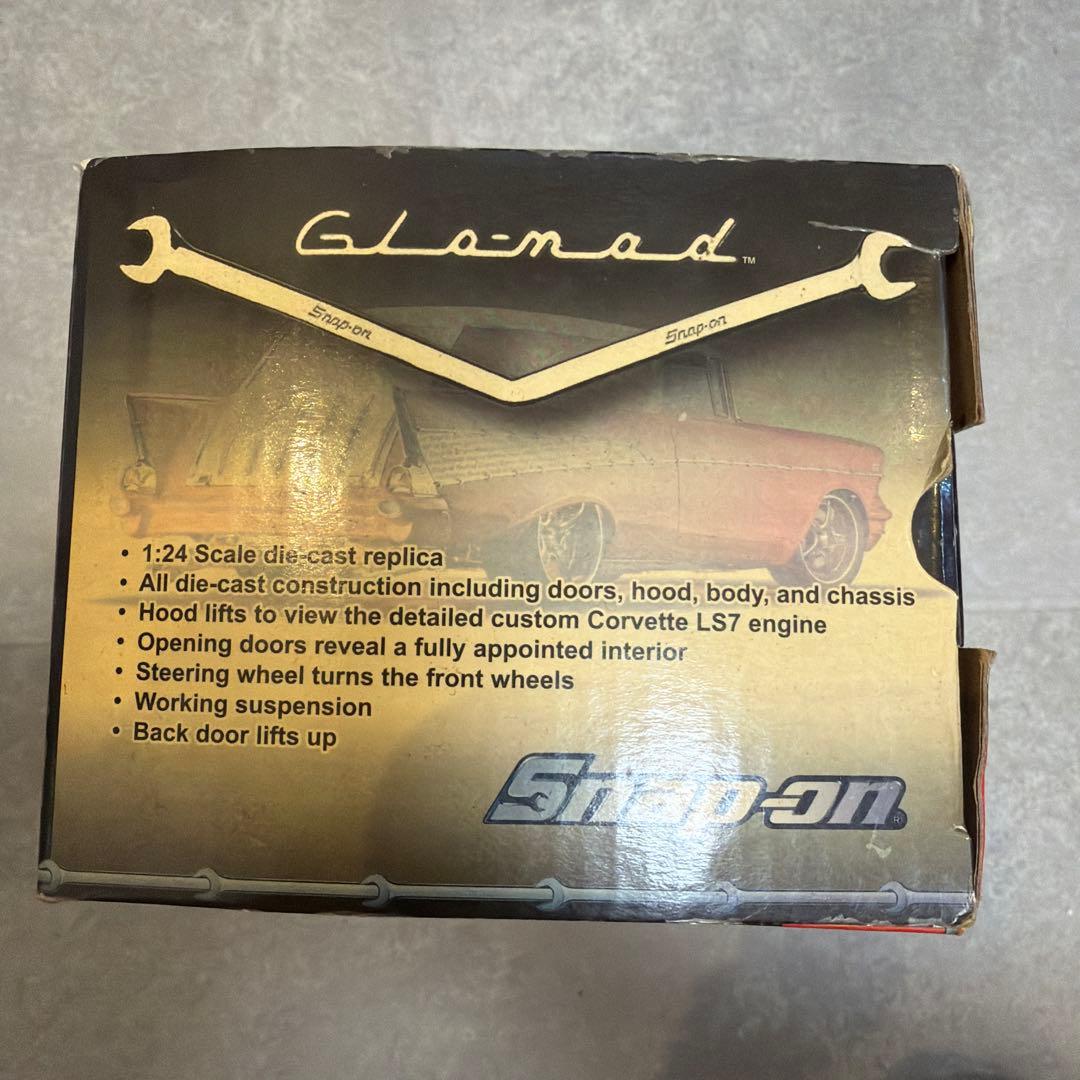 Glo-mad™
Snap-on
Snap-on
• 1:24 Scale die-cast replica
• All die-cast construction including doors, hood, body, and chassis
• Hood lifts to view the detailed custom Corvette LS7 engine
• Opening doors reveal a fully appointed interior
• Steering wheel turns the front wheels
• Working suspension
• Back door lifts up
Snap-on®